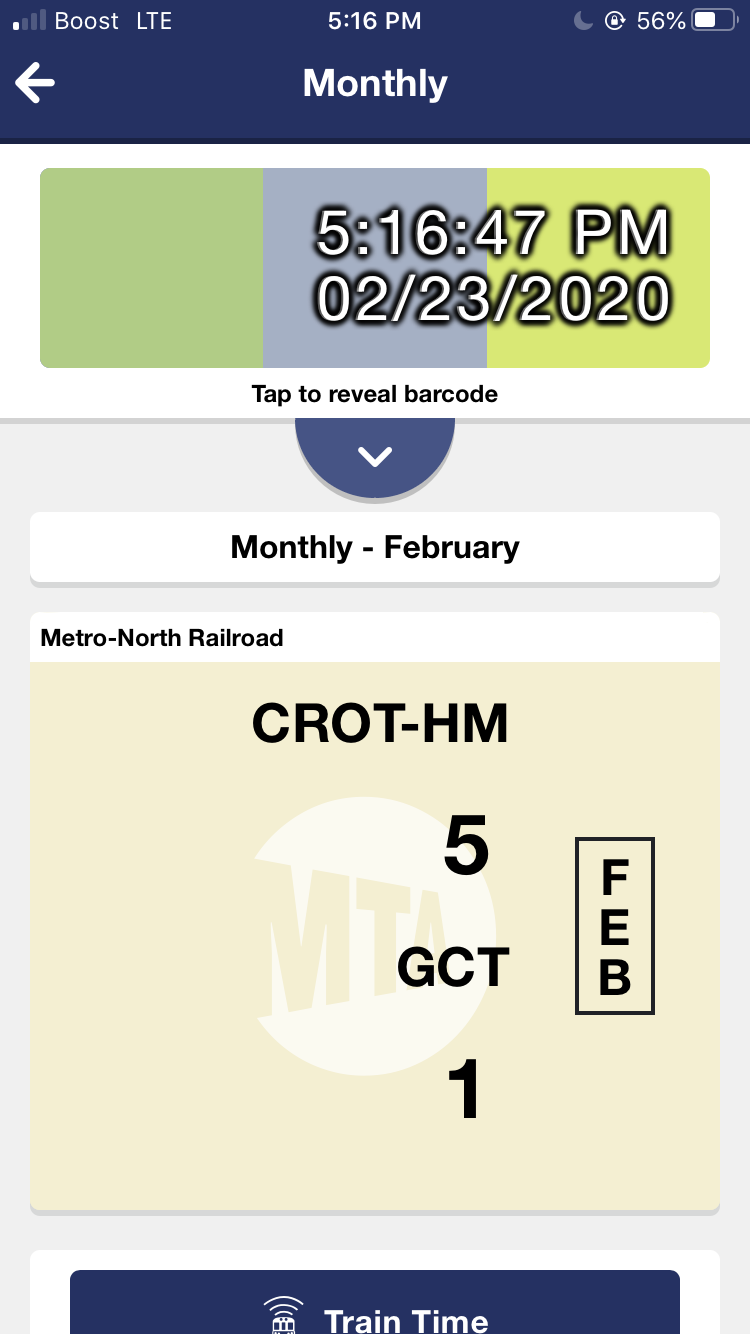 Boost LTE 5:16 PM 56%
Monthly
5:16:47 PM
02/23/2020
Tap to reveal barcode
Monthly - February
Metro-North Railroad
CROT-HM
5
MTA
GCT
1
F
E
B
Train Time